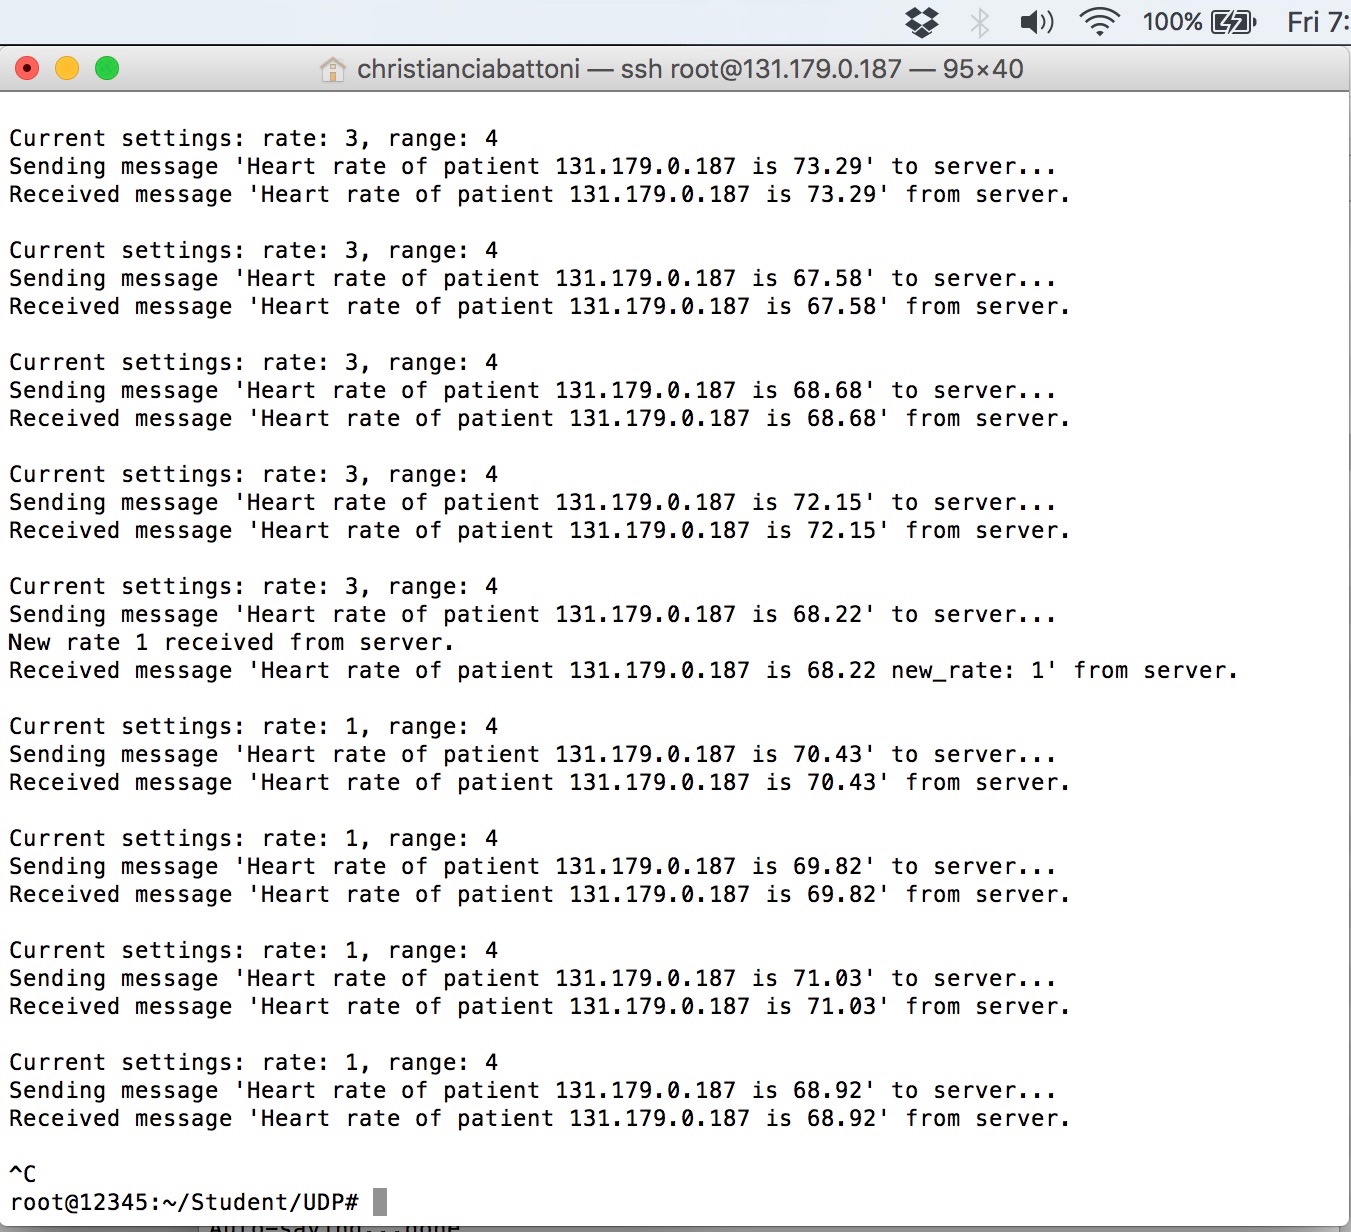 100% Fri 7:
christianciabattoni — ssh root@131.179.0.187 — 95×40
Current settings: rate: 3, range: 4
Sending message 'Heart rate of patient 131.179.0.187 is 73.29' to server...
Received message 'Heart rate of patient 131.179.0.187 is 73.29' from server.
Current settings: rate: 3, range: 4
Sending message 'Heart rate of patient 131.179.0.187 is 67.58' to server...
Received message 'Heart rate of patient 131.179.0.187 is 67.58' from server.
Current settings: rate: 3, range: 4
Sending message 'Heart rate of patient 131.179.0.187 is 68.68' to server...
Received message 'Heart rate of patient 131.179.0.187 is 68.68' from server.
Current settings: rate: 3, range: 4
Sending message 'Heart rate of patient 131.179.0.187 is 72.15' to server...
Received message 'Heart rate of patient 131.179.0.187 is 72.15' from server.
Current settings: rate: 3, range: 4
Sending message 'Heart rate of patient 131.179.0.187 is 68.22' to server...
New rate 1 received from server.
Received message 'Heart rate of patient 131.179.0.187 is 68.22 new_rate: 1' from server.
Current settings: rate: 1, range: 4
Sending message 'Heart rate of patient 131.179.0.187 is 70.43' to server...
Received message 'Heart rate of patient 131.179.0.187 is 70.43' from server.
Current settings: rate: 1, range: 4
Sending message 'Heart rate of patient 131.179.0.187 is 69.82' to server...
Received message 'Heart rate of patient 131.179.0.187 is 69.82' from server.
Current settings: rate: 1, range: 4
Sending message 'Heart rate of patient 131.179.0.187 is 71.03' to server...
Received message 'Heart rate of patient 131.179.0.187 is 71.03' from server.
Current settings: rate: 1, range: 4
Sending message 'Heart rate of patient 131.179.0.187 is 68.92' to server...
Received message 'Heart rate of patient 131.179.0.187 is 68.92' from server.
^C
root@12345:~/Student/UDP#
Auto-saving...done